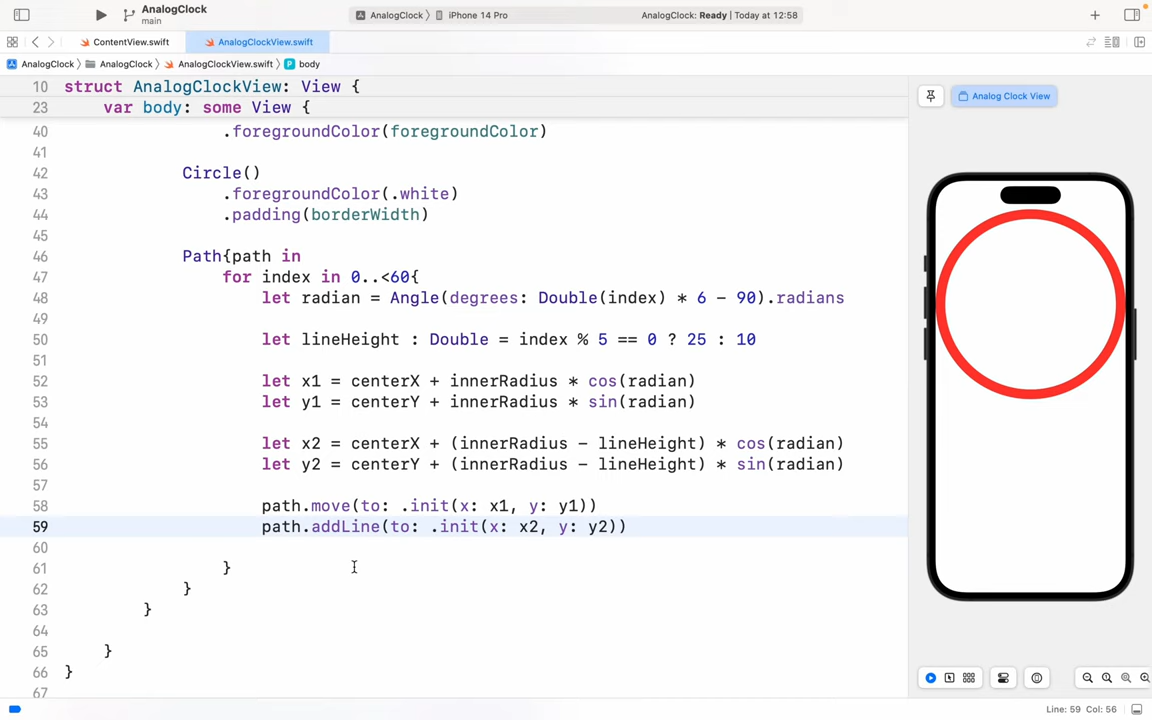 AnalogClock
main
AnalogClock
iPhone 14 Pro
AnalogClock: Ready | Today at 12:58
ContentView.swift
AnalogClockView.swift
AnalogClock
AnalogClock
AnalogClockView.swift
body
10 struct AnalogClockView: View {
23 var body: some View {
40 .foregroundColor(foregroundColor)
41
42 Circle()
43 .foregroundColor(.white)
44 .padding(borderWidth)
45
46 Path{path in
47 for index in 0..<60{
48 let radian = Angle(degrees: Double(index) * 6 - 90).radians
49
50 let lineHeight : Double = index % 5 == 0 ? 25 : 10
51
52 let x1 = centerX + innerRadius * cos(radian)
53 let y1 = centerY + innerRadius * sin(radian)
54
55 let x2 = centerX + (innerRadius - lineHeight) * cos(radian)
56 let y2 = centerY + (innerRadius - lineHeight) * sin(radian)
57
58 path.move(to: .init(x: x1, y: y1))
59 path.addLine(to: .init(x: x2, y: y2))
60
61 }
62 }
63 }
64
65 }
66 }
67
Analog Clock View
Line: 59 Col: 56